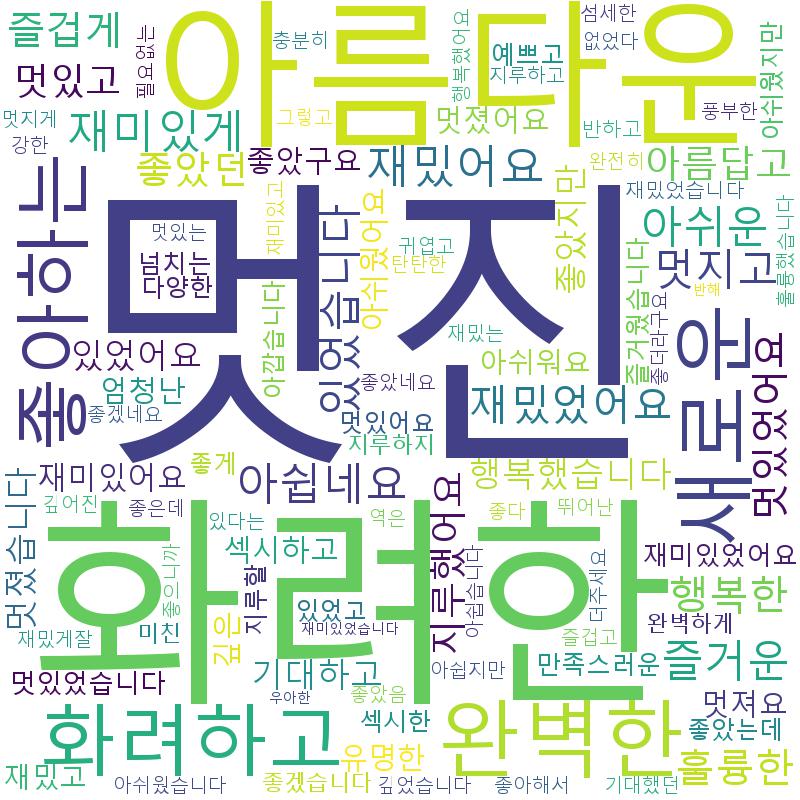 즐겁게
충분히
필요없는
아름다운
예쁘고
지루하고
행복했어요
섬세한
없었다
아쉬웠지만
멋있고
멋지게
강한
재미있게
그렇고
멋졌어요
반하고
풍부한
좋아하는
좋았던
좋았구요
재밌어요
좋았지만
완전히
아름답고
재밌었습니다
멋있는
재미있고
넘치는
다양한
있었습니다
아쉬웠어요
귀엽고
탄탄한
멋진
아쉬운
멋지고
훌륭했습니다
반해
있었어요
아깝습니다
재밌는
아쉬워요
즐거웠습니다
좋더라구요
새로운
멋있었어요
엄청난
좋겠네요
좋았네요
멋있어요
지루하지
재밌었어요
멋졌습니다
재미있어요
좋게
아쉽네요
행복했습니다
깊어진
좋은데
있다는
역은
좋다
뛰어난
화려한
섹시하고
지루했어요
아쉽습니다
더주세요
재미있었어요
좋으니까
지루할
재밌게잘
미친
깊은
있었고
재미있었습니다
즐겁고
행복한
완벽하게
멋있었습니다
기대하고
우아한
좋았음
아쉽지만
만족스러운
즐거운
화려하고
섹시한
완벽한
멋져요
좋았는데
유명한
훌륭한
재밌고
아쉬웠습니다
좋겠습니다
깊었습니다
좋아해서
기대했던